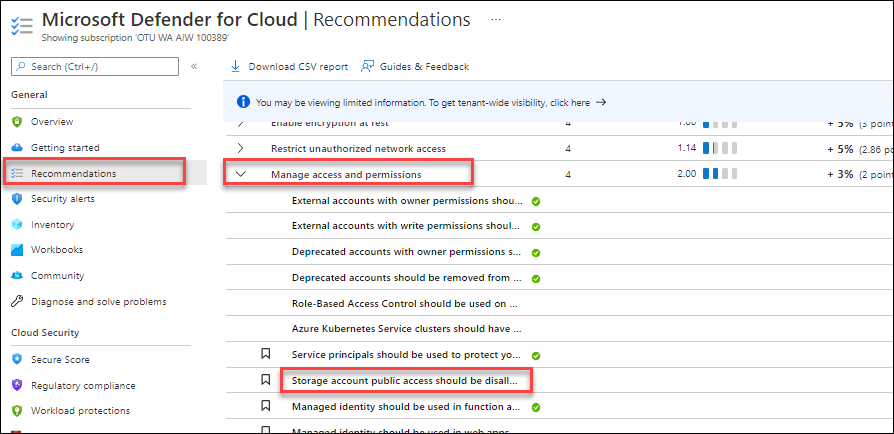 Microsoft Defender for Cloud | Recommendations ...
Showing subscription 'OTU WA AIW 100389'
Search (Ctrl+/)
«
General
Overview
Getting started
Recommendations
Security alerts
Inventory
Workbooks
Community
Diagnose and solve problems
Cloud Security
Secure Score
Regulatory compliance
Workload protections
Download CSV report Guides & Feedback
You may be viewing limited information. To get tenant-wide visibility, click here →
Enable encryption at rest 4 1.00 + 5% (3 point
Restrict unauthorized network access 4 1.14 + 5% (2.86 po
Manage access and permissions 4 2.00 + 3% (2 point
External accounts with owner permissions shou...
External accounts with write permissions shoul...
Deprecated accounts with owner permissions s...
Deprecated accounts should be removed from ...
Role-Based Access Control should be used on ...
Azure Kubernetes Service clusters should have ...
Service principals should be used to protect yo...
Storage account public access should be disall...
Managed identity should be used in function a...
Managed identity should be used in web apps